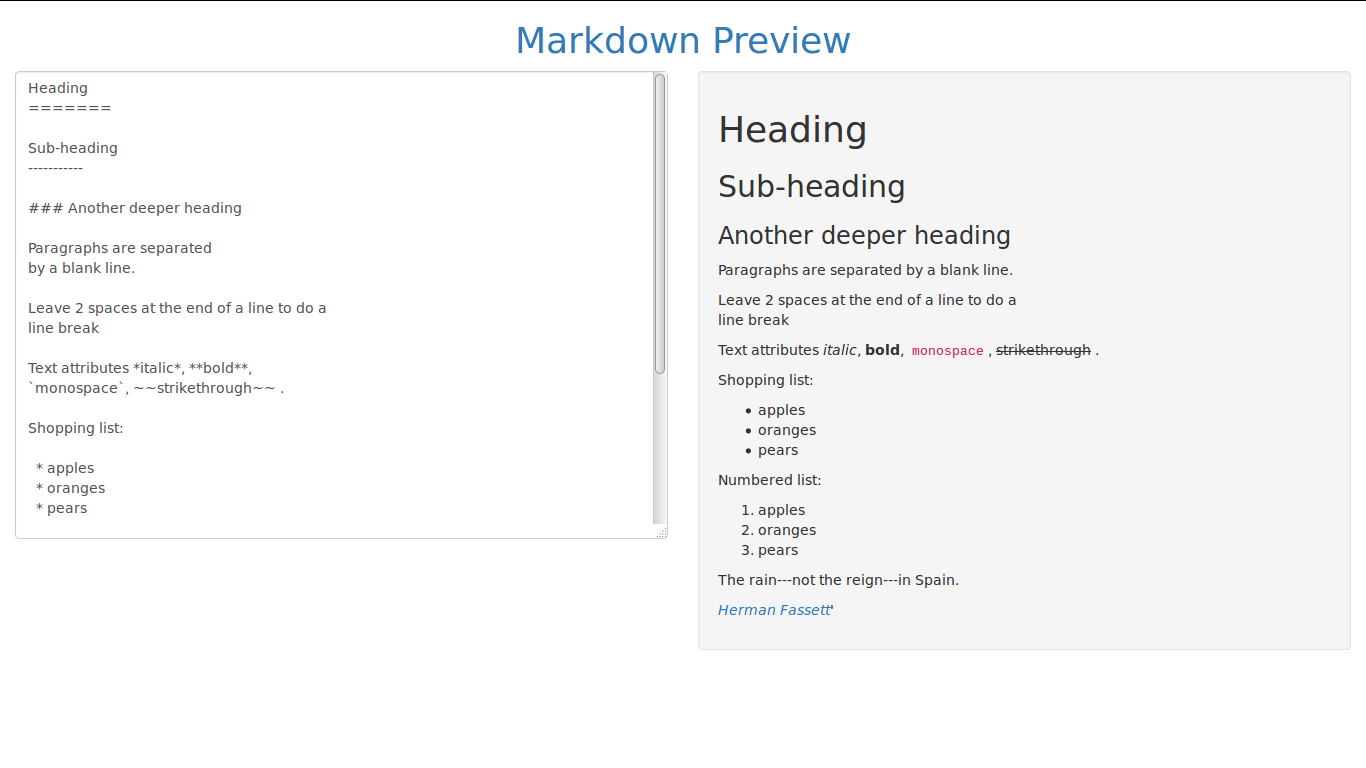 Markdown Preview
Heading
=======
Sub-heading
-----------
### Another deeper heading
Paragraphs are separated
by a blank line.
Leave 2 spaces at the end of a line to do a
line break
Text attributes *italic*, **bold**,
`monospace`, ~~strikethrough~~ .
Shopping list:
* apples
* oranges
* pears
Heading
Sub-heading
Another deeper heading
Paragraphs are separated by a blank line.
Leave 2 spaces at the end of a line to do a
line break
Text attributes italic, bold, monospace , strikethrough .
Shopping list:
• apples
• oranges
• pears
Numbered list:
1. apples
2. oranges
3. pears
The rain---not the reign---in Spain.
Herman Fassett'